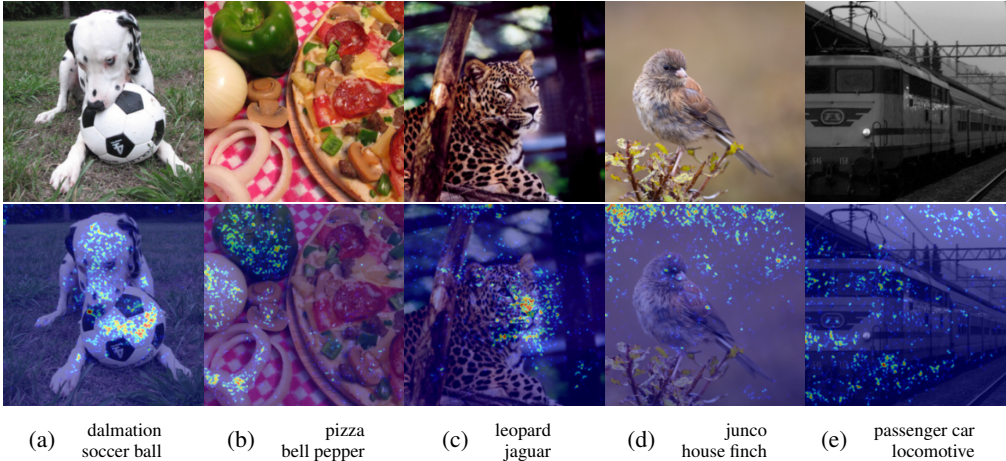 (a) dalmation
soccer ball
(b) pizza
bell pepper
(c) leopard
jaguar
(d) junco
house finch
(e) passenger car
locomotive